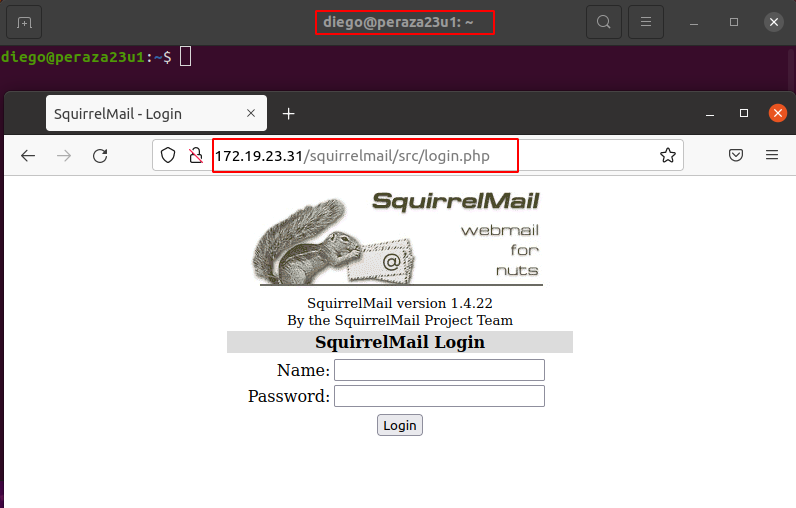 diego@peraza23u1: ~
diego@peraza23u1:~$
SquirrelMail - Login
172.19.23.31/squirrelmail/src/login.php
SquirrelMail
webmail
for
nuts
@
SquirrelMail version 1.4.22
By the SquirrelMail Project Team
SquirrelMail Login
Name:
Password:
Login